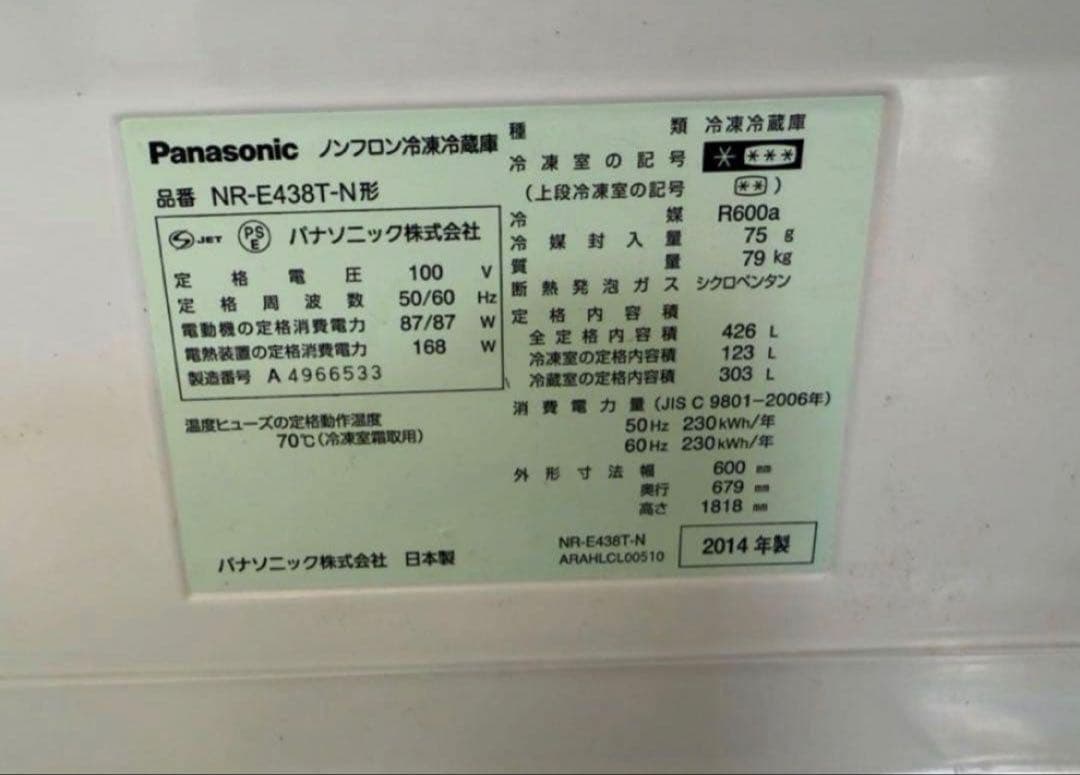 Panasonic ノンフロン冷凍冷蔵庫
品番 NR-E438T-N形
JET PSE パナソニック株式会社
定格電圧 100 V
定格周波数 50/60 Hz
電動機の定格消費電力 87/87 W
電熱装置の定格消費電力 168 W
製造番号 A 4966533
温度ヒューズの定格動作温度
70℃(冷凍室霜取用)
パナソニック株式会社 日本製
種類 冷凍冷蔵庫
冷凍室の記号 * ***
(上段冷凍室の記号 **)
冷媒 R600a
冷媒封入量 75 g
質量 79 kg
断熱発泡ガス シクロペンタン
定格内容積
全定格内容積 426 L
冷凍室の定格内容積 123 L
冷蔵室の定格内容積 303 L
消費電力量(JIS C 9801-2006年)
50Hz 230kWh/年
60Hz 230kWh/年
外形寸法 幅 600 mm
奥行 679 mm
高さ 1818 mm
NR-E438T-N
ARAHLCL00510
2014年製